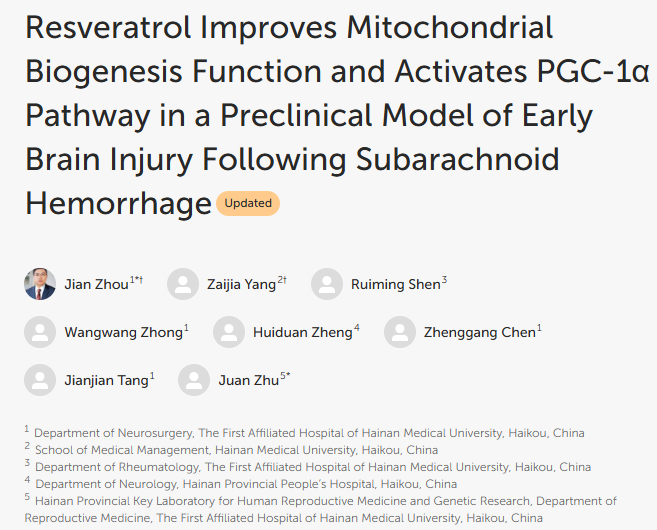 Resveratrol Improves Mitochondrial
Biogenesis Function and Activates PGC-1α
Pathway in a Preclinical Model of Early
Brain Injury Following Subarachnoid
Hemorrhage Updated
Jian Zhou1*† Zaijia Yang2† Ruiming Shen3
Wangwang Zhong1 Huiduan Zheng4 Zhenggang Chen1
Jianjian Tang1 Juan Zhu5*
1 Department of Neurosurgery, The First Affiliated Hospital of Hainan Medical University, Haikou, China
2 School of Medical Management, Hainan Medical University, Haikou, China
3 Department of Rheumatology, The First Affiliated Hospital of Hainan Medical University, Haikou, China
4 Department of Neurology, Hainan Provincial People's Hospital, Haikou, China
5 Hainan Provincial Key Laboratory for Human Reproductive Medicine and Genetic Research, Department of
Reproductive Medicine, The First Affiliated Hospital of Hainan Medical University, Haikou, China